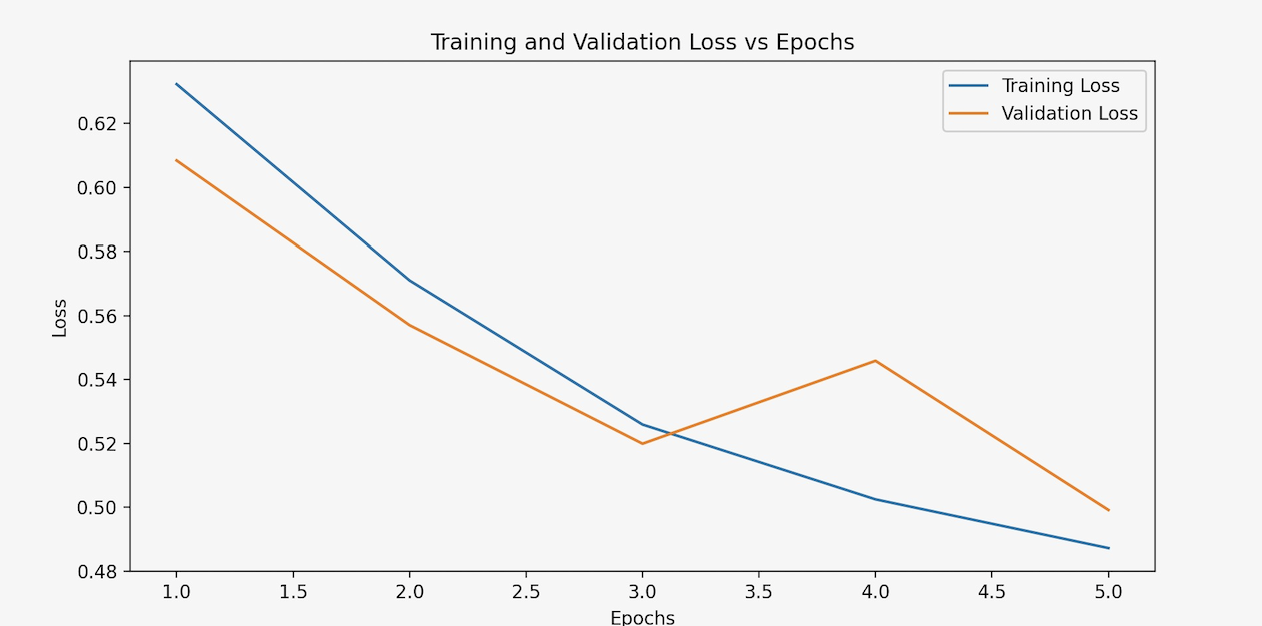 Training and Validation Loss vs Epochs
Training Loss
Validation Loss
0.62
0.60
0.58
0.56
0.54
0.52
0.50
0.48
Loss
1.0 1.5 2.0 2.5 3.0 3.5 4.0 4.5 5.0
Epochs